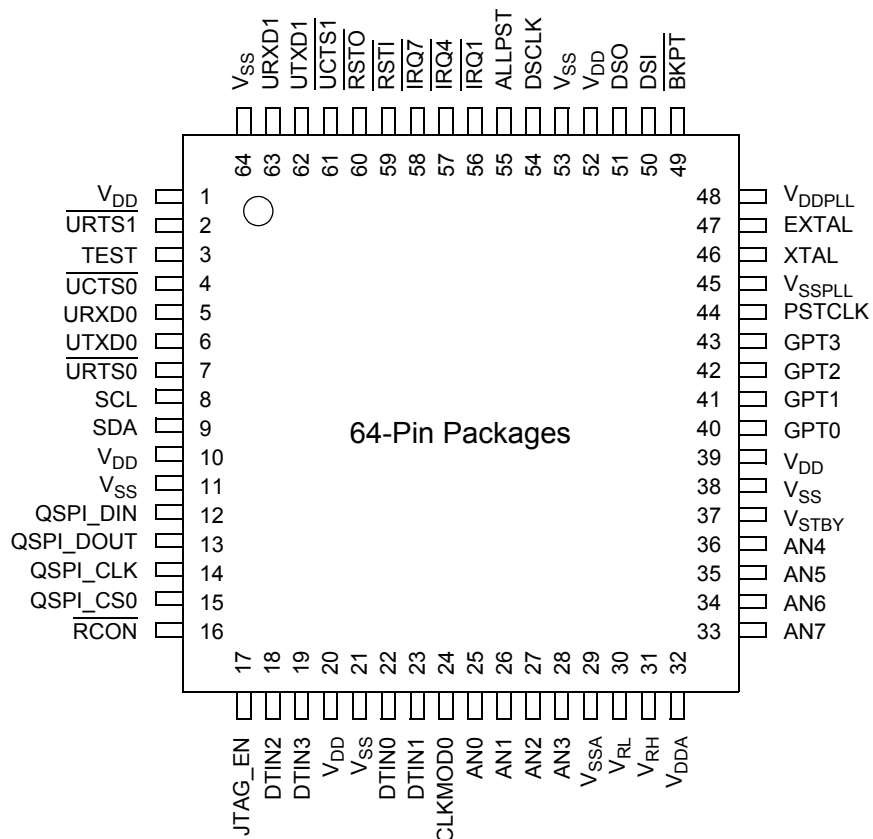 VSS
URXD1
UTXD1
UCTS1
RSTO
RSTI
IRQ7
IRQ4
IRQ1
ALLPST
DSCLK
VSS
VDD
DSO
DSI
BKPT
64
63
62
61
60
59
58
57
56
55
54
53
52
51
50
49
VDD 1
URTS1 2
TEST 3
UCTS0 4
URXD0 5
UTXD0 6
URTS0 7
SCL 8
SDA 9
VDD 10
VSS 11
QSPI_DIN 12
QSPI_DOUT 13
QSPI_CLK 14
QSPI_CS0 15
RCON 16
64-Pin Packages
48 VDDPLL
47 EXTAL
46 XTAL
45 VSSPLL
44 PSTCLK
43 GPT3
42 GPT2
41 GPT1
40 GPT0
39 VDD
38 VSS
37 VSTBY
36 AN4
35 AN5
34 AN6
33 AN7
17
18
19
20
21
22
23
24
25
26
27
28
29
30
31
32
JTAG_EN
DTIN2
DTIN3
VDD
VSS
DTIN0
DTIN1
CLKMOD0
AN0
AN1
AN2
AN3
VSSA
VRL
VRH
VDDA